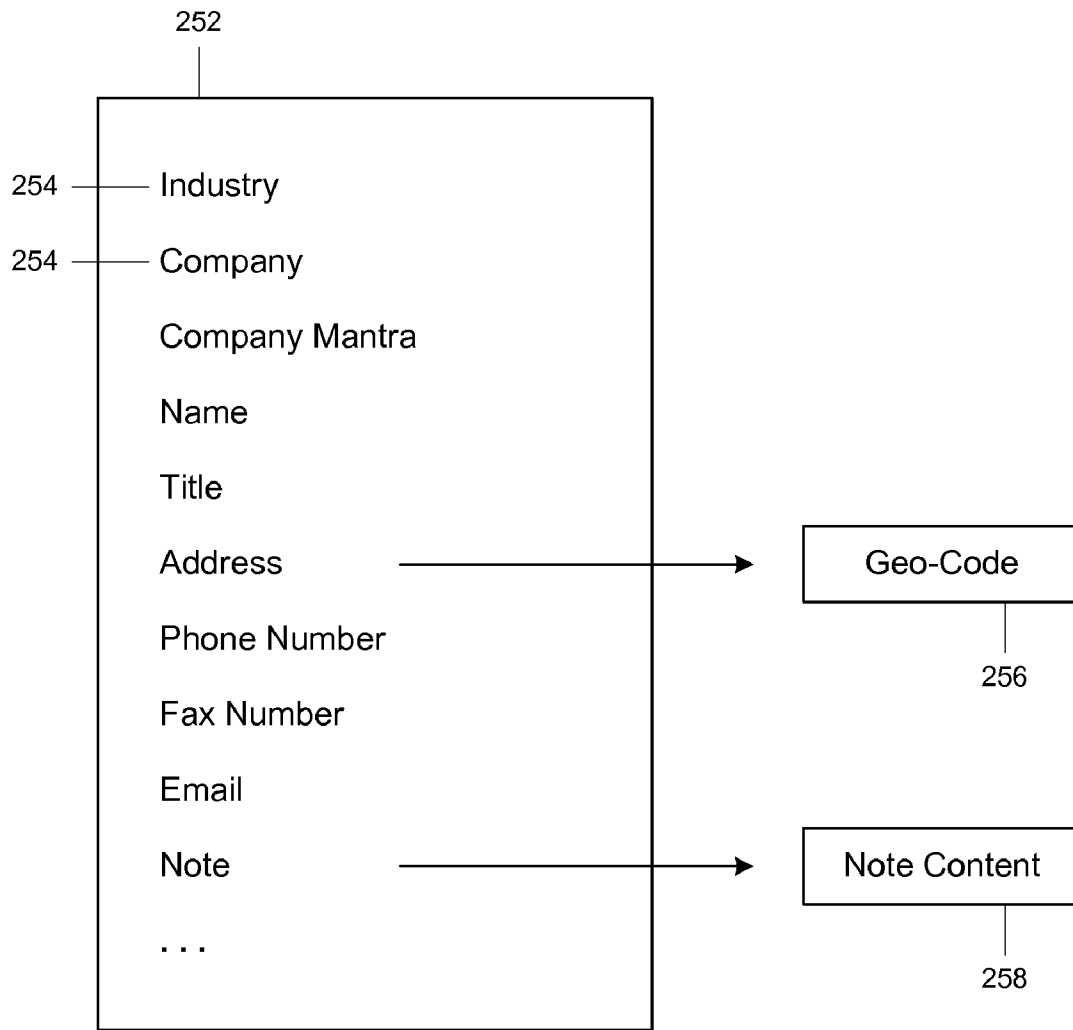 252
254 Industry
254 Company
Company Mantra
Name
Title
Address Geo-Code
Phone Number
256
Fax Number
Email
Note Note Content
. . .
258